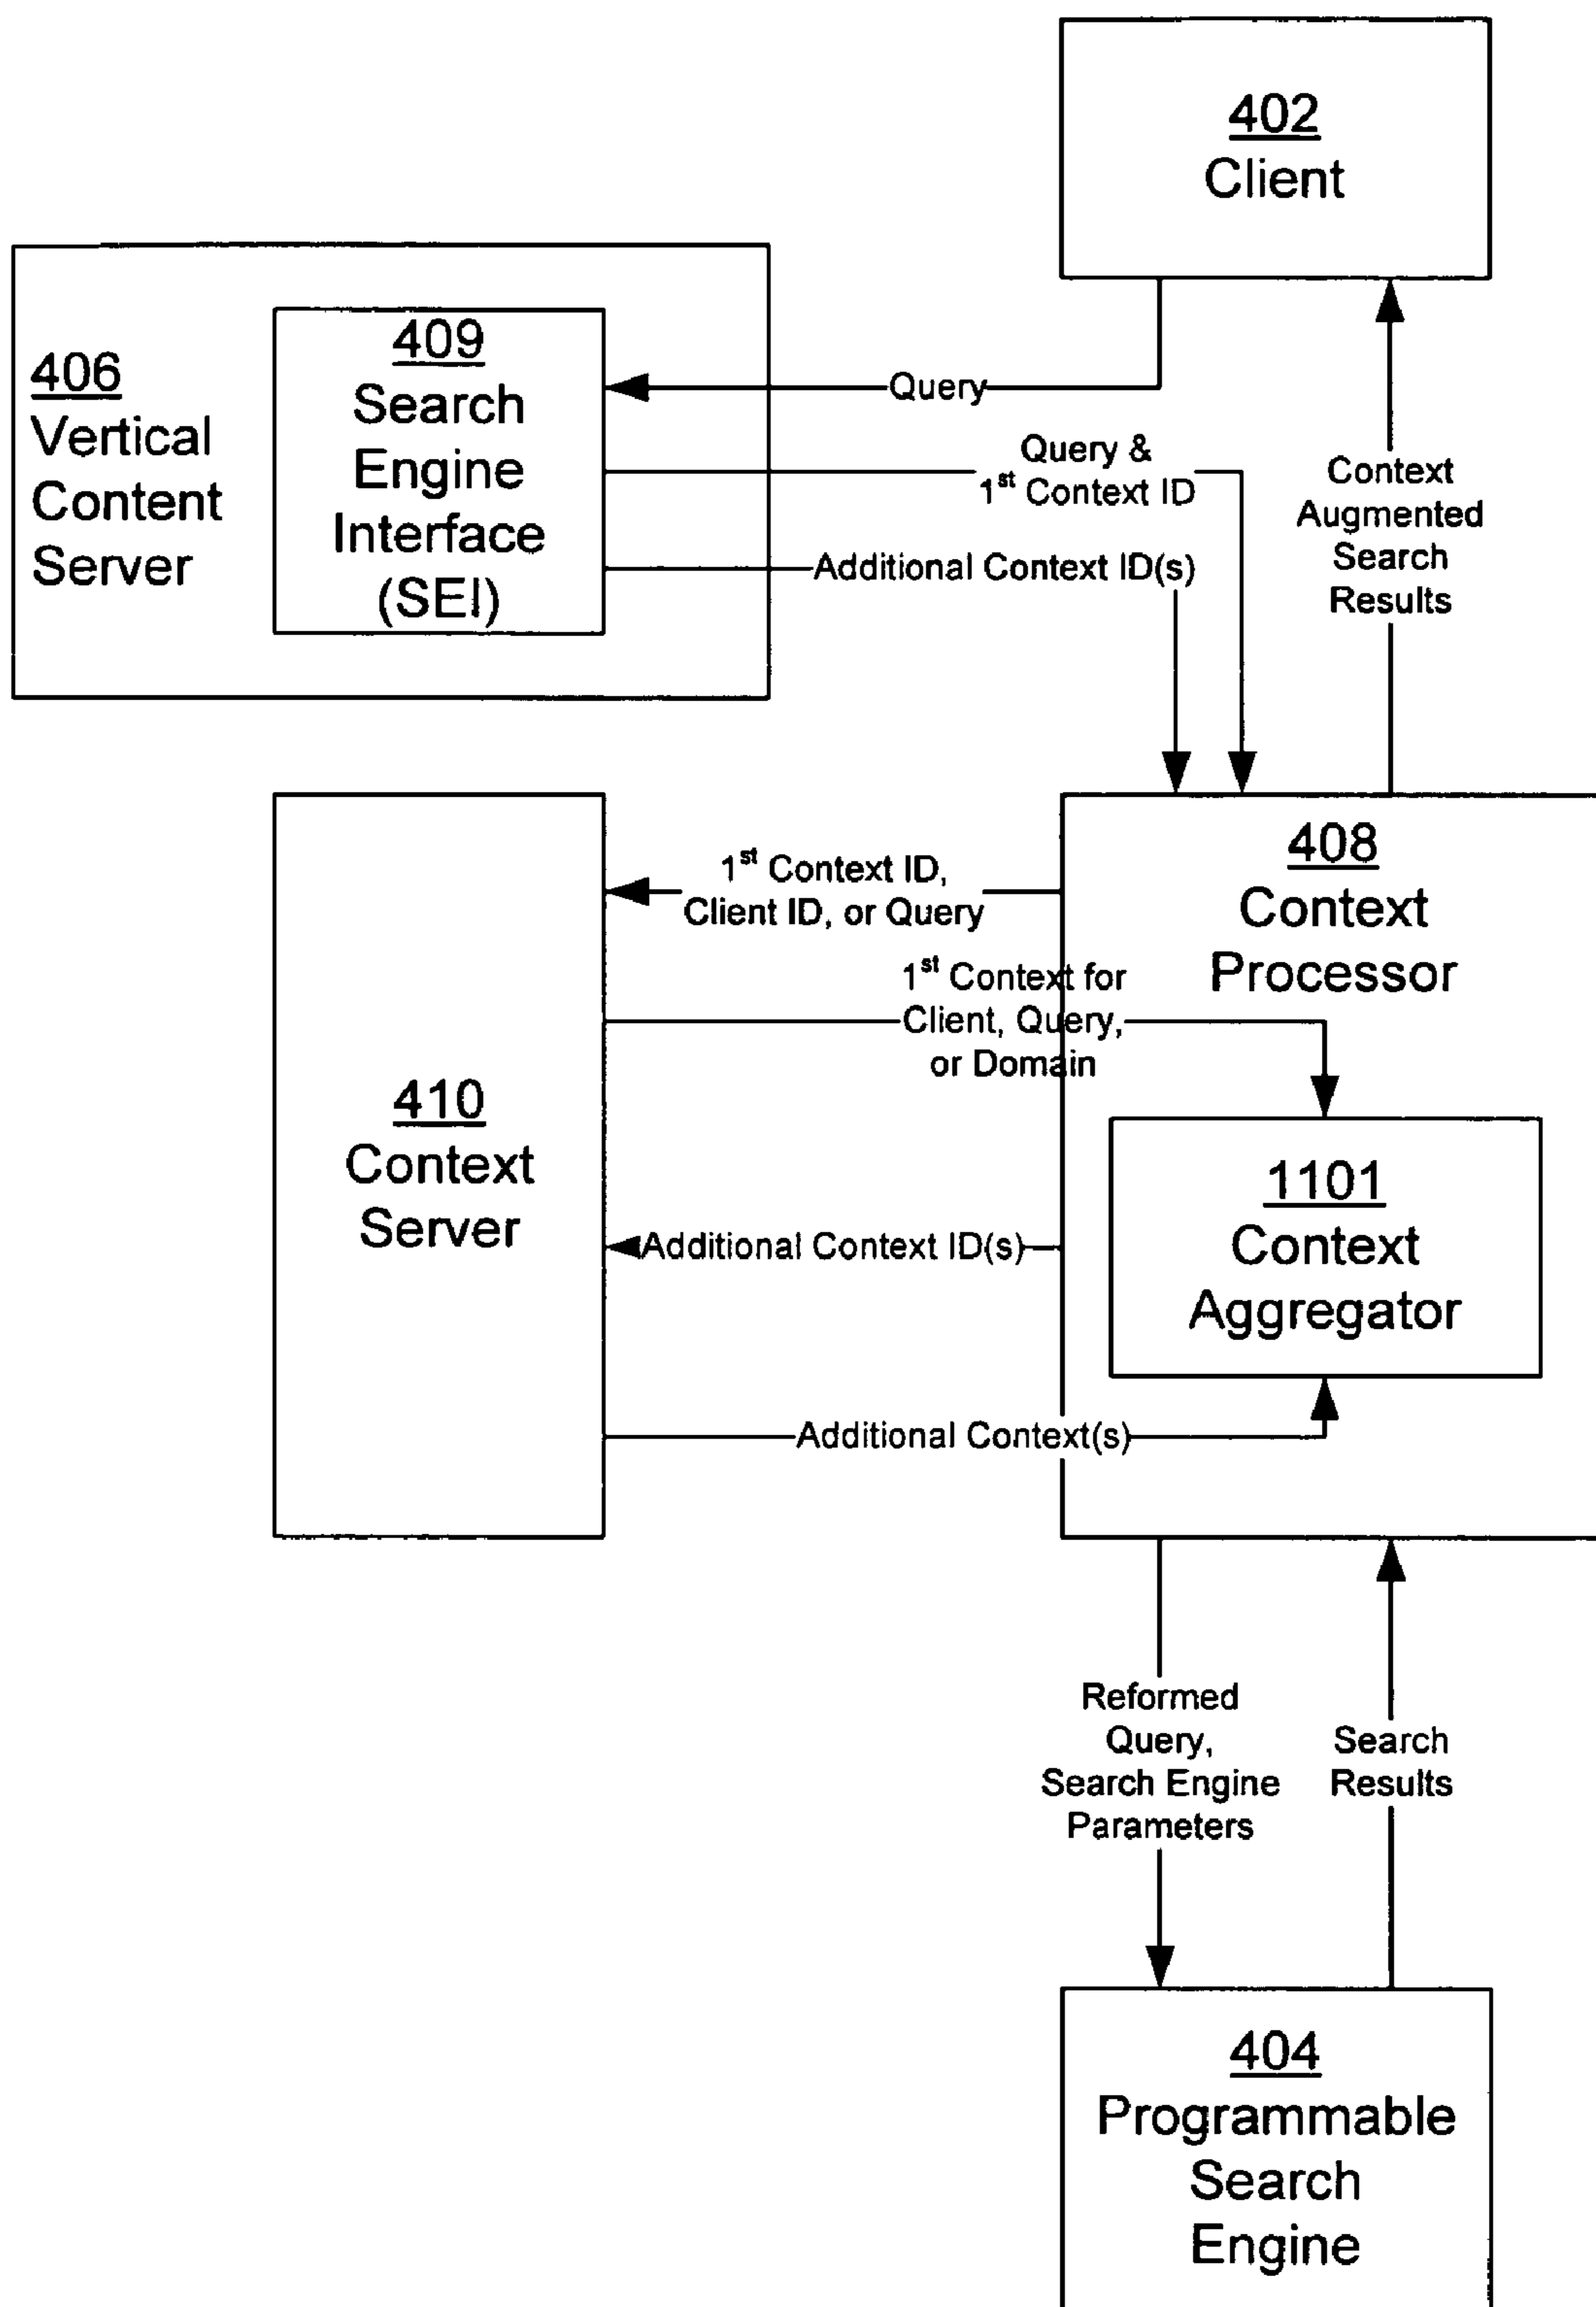 402
Client
406
Vertical
Content
Server
409
Search
Engine
Interface
(SEI)
Query
Query &
1st Context ID
Additional Context ID(s)
Context
Augmented
Search
Results
410
Context
Server
1st Context ID,
Client ID, or Query
1st Context for
Client, Query,
or Domain
Additional Context ID(s)
Additional Context(s)
408
Context
Processor
1101
Context
Aggregator
Reformed
Query,
Search Engine
Parameters
Search
Results
404
Programmable
Search
Engine